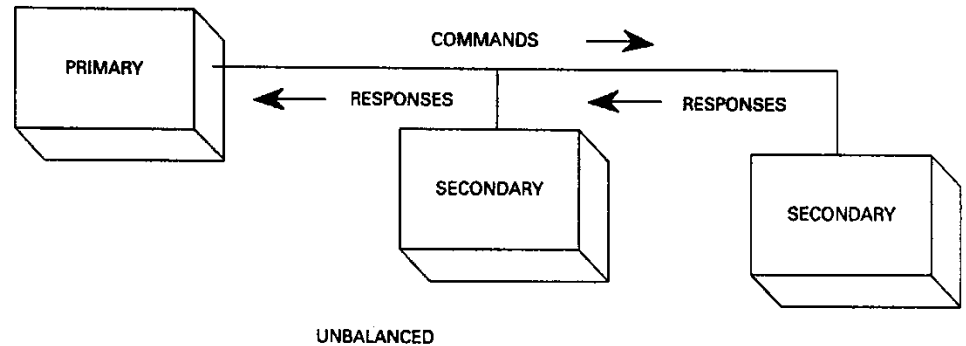 COMMANDS
PRIMARY
RESPONSES
RESPONSES
SECONDARY
SECONDARY
UNBALANCED